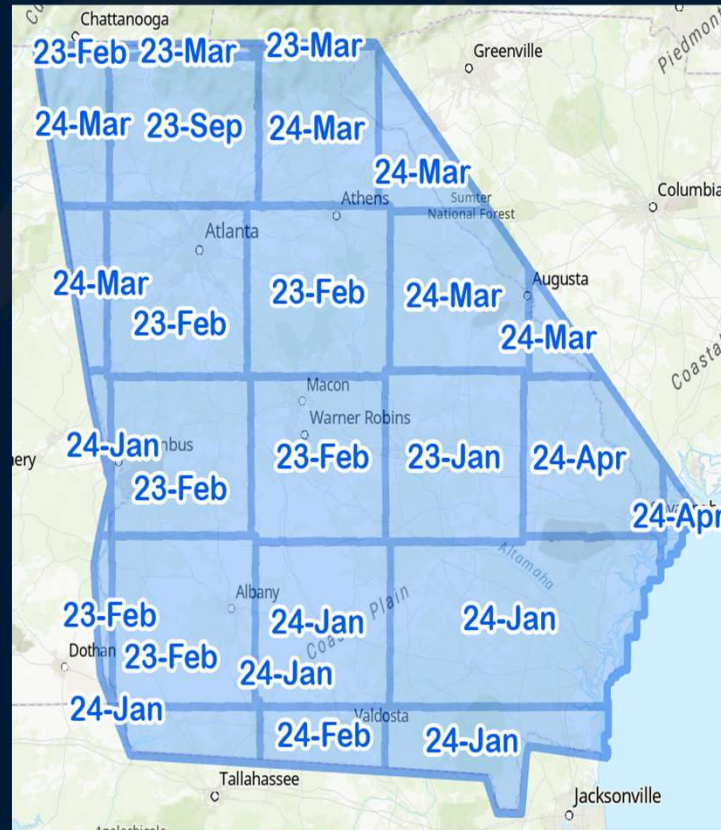 Chattanooga
23-Feb
23-Mar
23-Mar
Greenville
Piedmont
24-Mar
23-Sep
24-Mar
24-Mar
Columbia
Athens
Sumter
National Forest
Atlanta
24-Mar
23-Feb
23-Feb
24-Mar
Augusta
24-Mar
Coastal
Macon
Warner Robins
24-Jan
bus
ery
23-Feb
23-Feb
23-Jan
24-Apr
24-Apr
Altamaha
Albany
23-Feb
24-Jan
Plain
24-Jan
Dothan
23-Feb
24-Jan
24-Jan
Valdosta
24-Feb
24-Jan
Tallahassee
Jacksonville